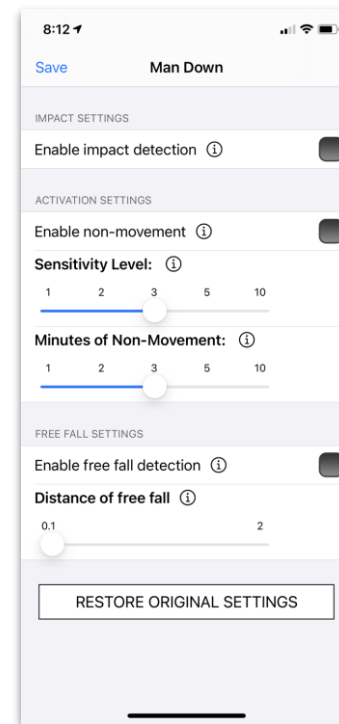 8:12
Save Man Down
IMPACT SETTINGS
Enable impact detection
ACTIVATION SETTINGS
Enable non-movement
Sensitivity Level:
1 2 3 5 10
Minutes of Non-Movement:
1 2 3 5 10
FREE FALL SETTINGS
Enable free fall detection
Distance of free fall
0.1 2
RESTORE ORIGINAL SETTINGS